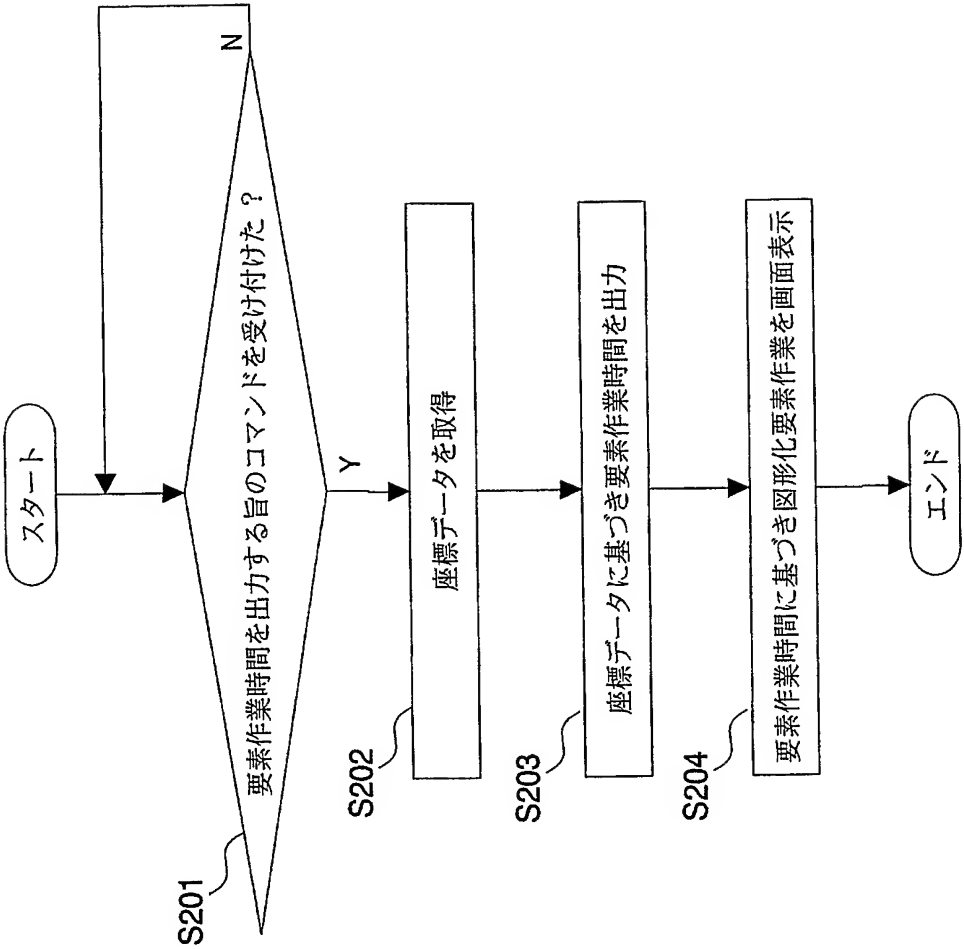 スタート
S201
要素作業時間を出力する旨のコマンドを受け付けた？
N
Y
S202
座標データを取得
S203
座標データに基づき要素作業時間を出力
S204
要素作業時間に基づき図形化要素作業を画面表示
エンド